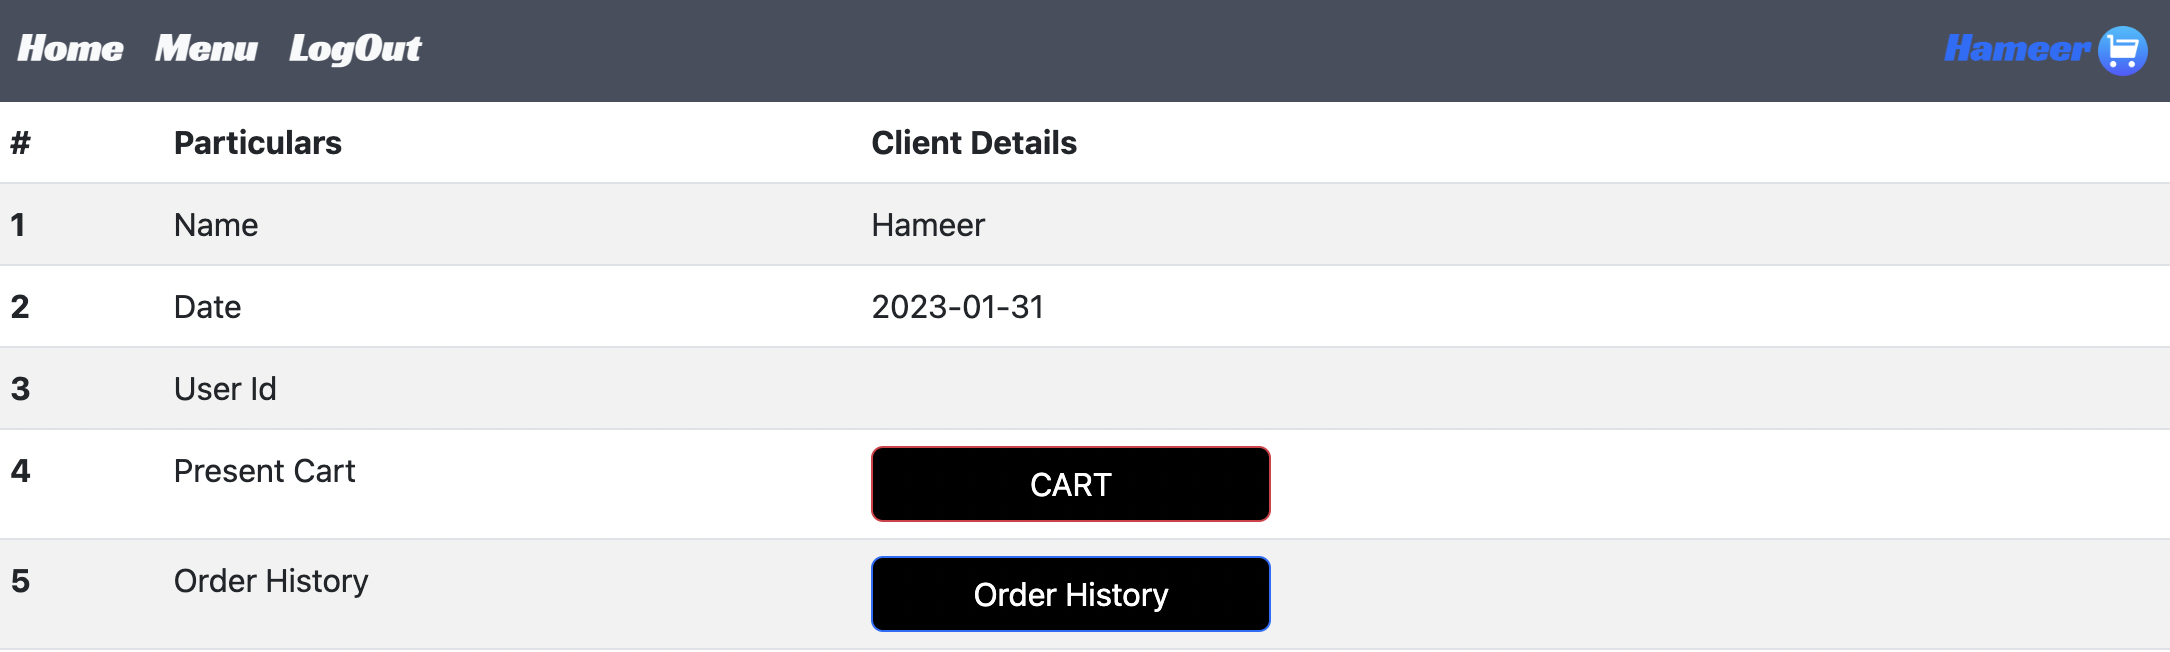 Home Menu LogOut Hameer
# Particulars Client Details
1 Name Hameer
2 Date 2023-01-31
3 User Id
4 Present Cart CART
5 Order History Order History